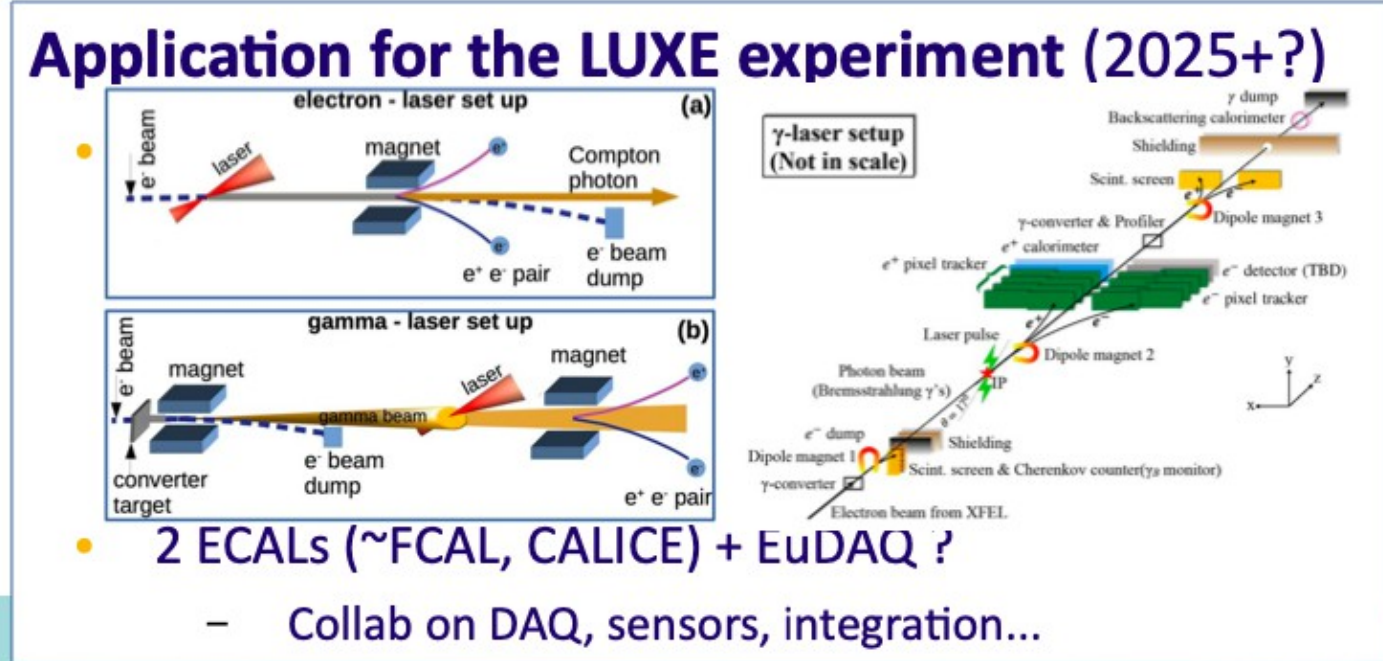 Application for the LUXE experiment (2025+?)
electron - laser set up
(a)
e⁻ beam
laser
magnet
e⁺
Compton
photon
e⁻
e⁺ e⁻ pair
e⁻ beam
dump
gamma - laser set up
(b)
e⁻ beam
magnet
gamma beam
laser
magnet
e⁺
e⁻
converter
target
e⁻ beam
dump
e⁺ e⁻ pair
γ-laser setup
(Not in scale)
γ dump
Backscattering calorimeter
Shielding
Scint. screen
e⁺
e⁻
Dipole magnet 3
γ-converter & Profiler
e⁺ calorimeter
e⁺ pixel tracker
e⁻ detector (TBD)
e⁻ pixel tracker
e⁺
e⁻
Laser pulse
Dipole magnet 2
Photon beam
(Bremsstrahlung γ's)
IP
y
z
x
e⁻ dump
Shielding
Dipole magnet 1
Scint. screen & Cherenkov counter(γB monitor)
γ-converter
Electron beam from XFEL
• 2 ECALs (~FCAL, CALICE) + EuDAQ ?
– Collab on DAQ, sensors, integration...